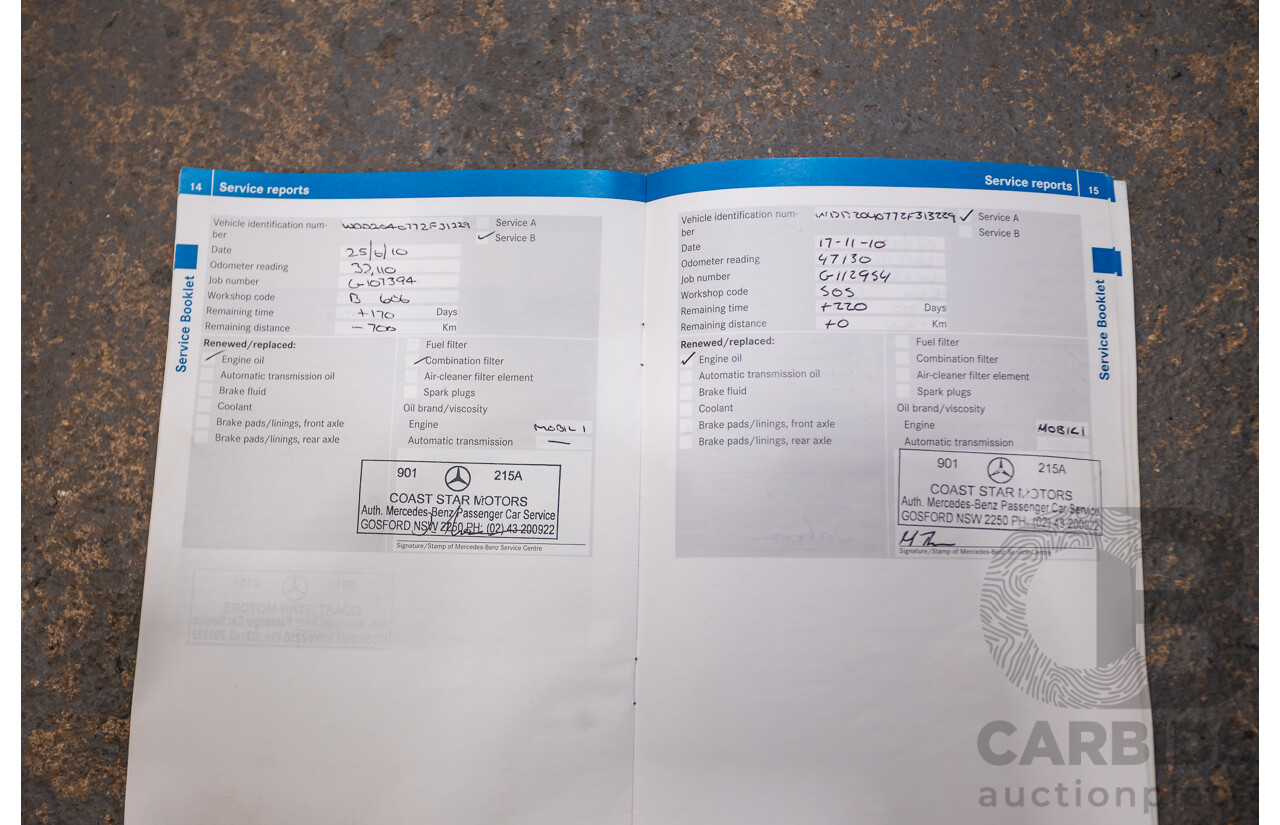 14 Service reports
Vehicle identification num-
ber
Service A
Service B
Date 25/6/10
Odometer reading
Job number G107394
Workshop code B 606
Remaining time +170 Days
Remaining distance -700 Km
Renewed/replaced:
Engine oil
Automatic transmission oil
Brake fluid
Coolant
Brake pads/linings, front axle
Brake pads/linings, rear axle
Fuel filter
Combination filter
Air-cleaner filter element
Spark plugs
Oil brand/viscosity
Engine MOBIL 1
Automatic transmission —
901 215A
COAST STAR MOTORS
Auth. Mercedes-Benz Passenger Car Service
GOSFORD NSW 2250 PH: (02) 43 200922
Signature/Stamp of Mercedes-Benz Service Centre
Service Booklet
Service reports 15
Vehicle identification num- WDD2040772F313229
ber
Service A
Service B
Date 17-11-10
Odometer reading 47130
Job number G112954
Workshop code SOS
Remaining time +220 Days
Remaining distance +0 Km
Renewed/replaced:
Engine oil
Automatic transmission oil
Brake fluid
Coolant
Brake pads/linings, front axle
Brake pads/linings, rear axle
Fuel filter
Combination filter
Air-cleaner filter element
Spark plugs
Oil brand/viscosity
Engine MOBIL 1
Automatic transmission
901 215A
COAST STAR MOTORS
Auth. Mercedes-Benz Passenger Car Service
GOSFORD NSW 2250 PH: (02) 43 200922
Signature/Stamp of Mercedes-Benz Service Centre
Service Booklet
CARBIDS
auctionpla